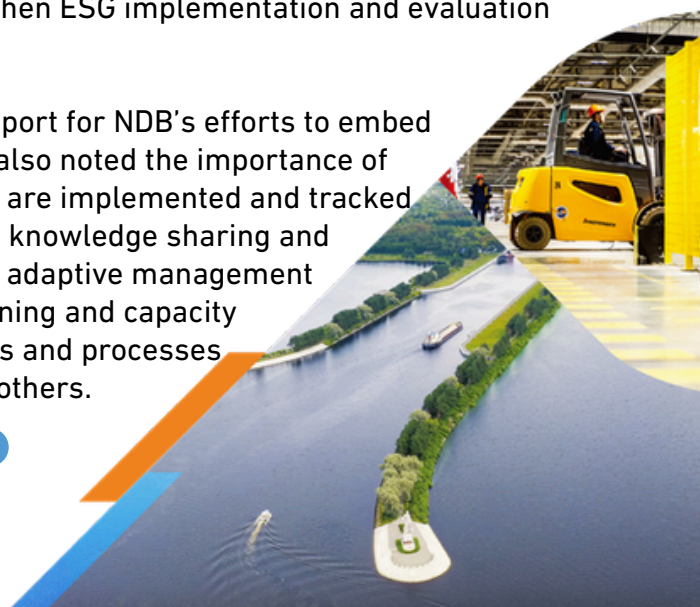 hen ESG implementation and evaluation
port for NDB’s efforts to embed
also noted the importance of
are implemented and tracked
knowledge sharing and
adaptive management
ning and capacity
s and processes
others.